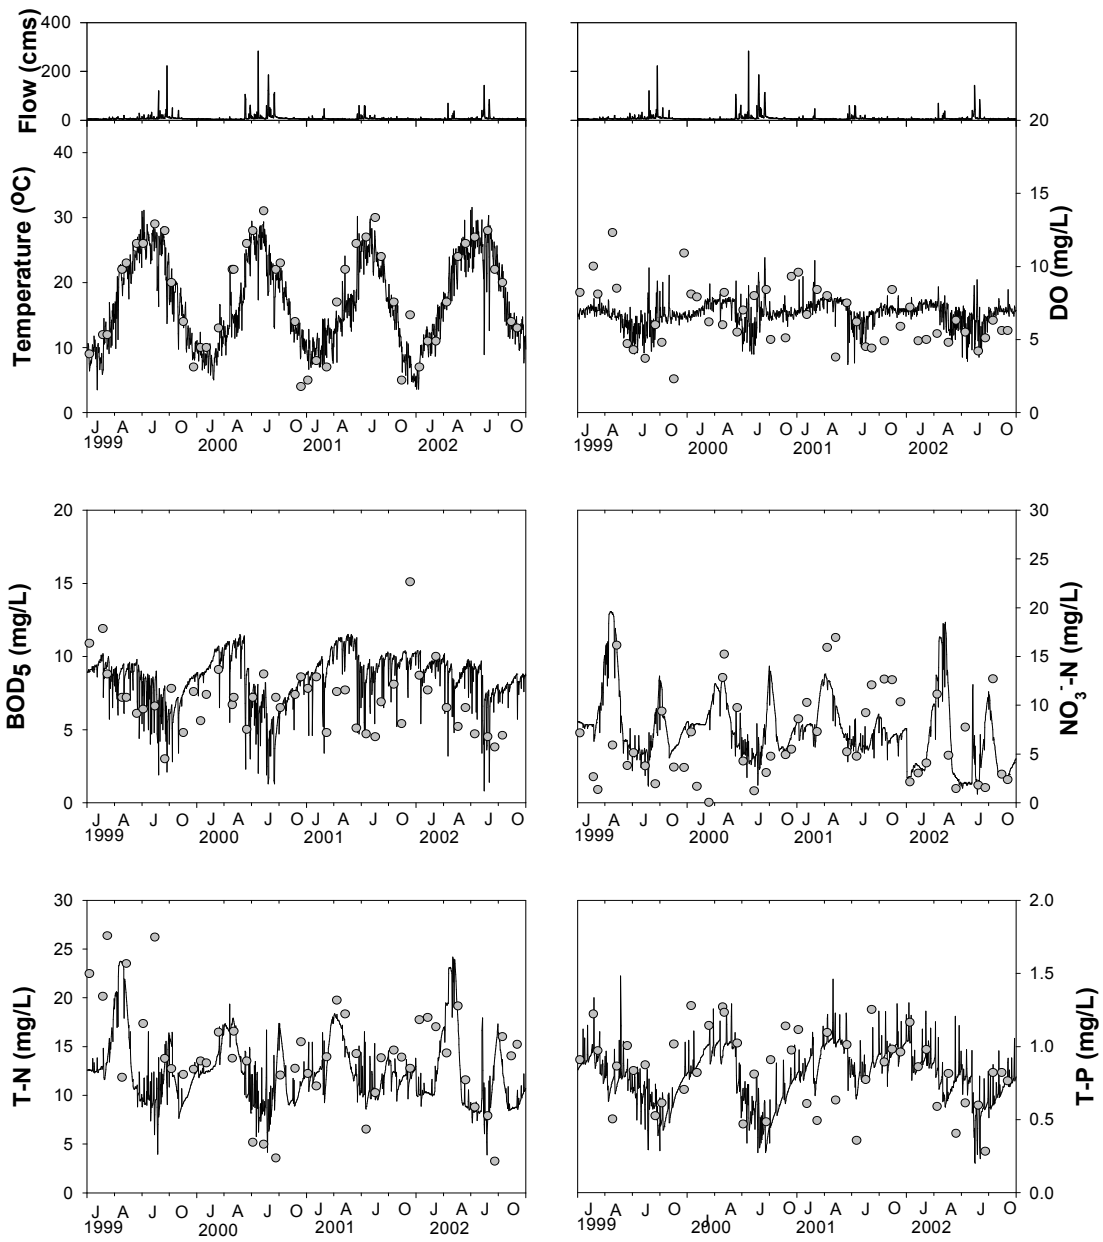 Flow (cms)
400
200
0
20
Temperature (ºC)
40
30
20
10
0
15
10
5
0
DO (mg/L)
J A J O J A J O J A J O J A J O
1999 2000 2001 2002
J A J O J A J O J A J O J A J O
1999 2000 2001 2002
BOD5 (mg/L)
20
15
10
5
0
30
25
20
15
10
5
0
NO3--N (mg/L)
J A J O J A J O J A J O J A J O
1999 2000 2001 2002
J A J O J A J O J A J O J A J O
1999 2000 2001 2002
T-N (mg/L)
30
25
20
15
10
5
0
2.0
1.5
1.0
0.5
0.0
T-P (mg/L)
J A J O J A J O J A J O J A J O
1999 2000 2001 2002
J A J O J A J O J A J O J A J O
1999 2000 2001 2002